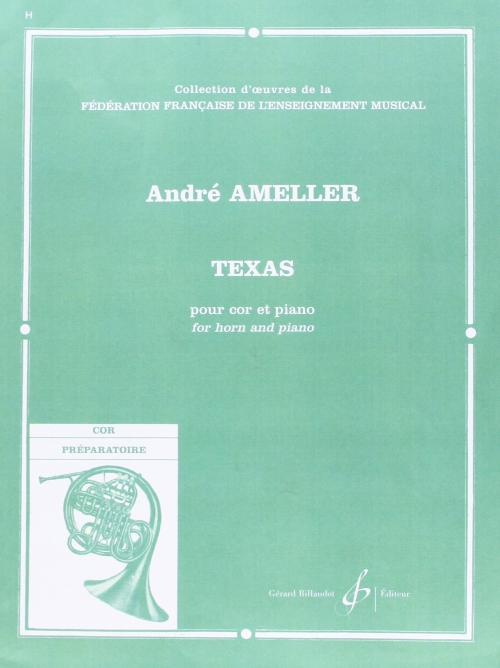 H
Collection d'œuvres de la
FÉDÉRATION FRANÇAISE DE L'ENSEIGNEMENT MUSICAL
André AMELLER
TEXAS
pour cor et piano
for horn and piano
COR
PRÉPARATOIRE
Gérard Billaudot Éditeur